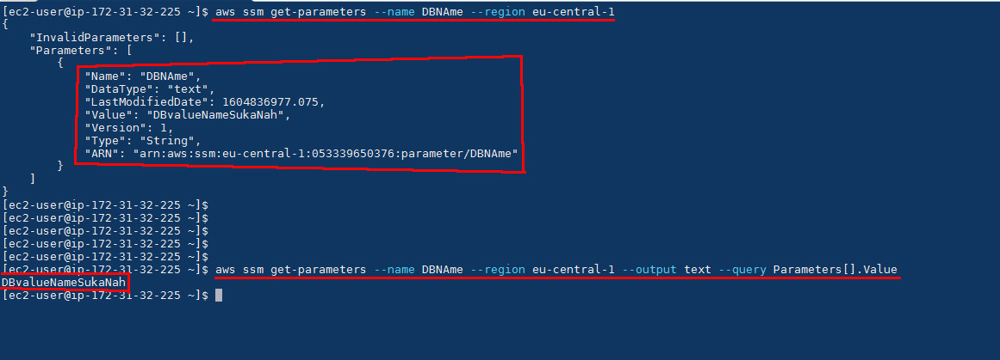 [ec2-user@ip-172-31-32-225 ~]$ aws ssm get-parameters --name DBNAme --region eu-central-1
{
    "InvalidParameters": [],
    "Parameters": [
        {
            "Name": "DBNAme",
            "DataType": "text",
            "LastModifiedDate": 1604836977.075,
            "Value": "DBvalueNameSukaNah",
            "Version": 1,
            "Type": "String",
            "ARN": "arn:aws:ssm:eu-central-1:053339650376:parameter/DBNAme"
        }
    ]
}
[ec2-user@ip-172-31-32-225 ~]$
[ec2-user@ip-172-31-32-225 ~]$
[ec2-user@ip-172-31-32-225 ~]$
[ec2-user@ip-172-31-32-225 ~]$
[ec2-user@ip-172-31-32-225 ~]$
[ec2-user@ip-172-31-32-225 ~]$ aws ssm get-parameters --name DBNAme --region eu-central-1 --output text --query Parameters[].Value
DBvalueNameSukaNah
[ec2-user@ip-172-31-32-225 ~]$